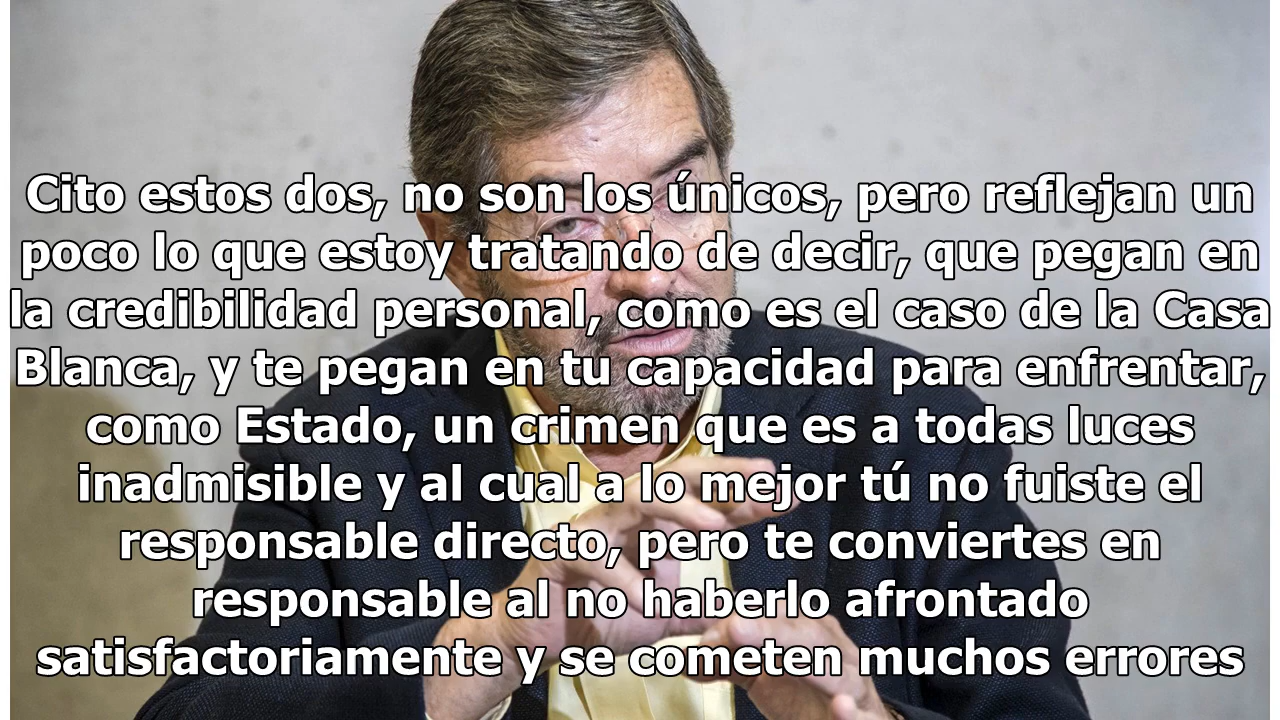 Cito estos dos, no son los únicos, pero reflejan un
poco lo que estoy tratando de decir, que pegan en
la credibilidad personal, como es el caso de la Casa
Blanca, y te pegan en tu capacidad para enfrentar,
como Estado, un crimen que es a todas luces
inadmisible y al cual a lo mejor tú no fuiste el
responsable directo, pero te conviertes en
responsable al no haberlo afrontado
satisfactoriamente y se cometen muchos errores